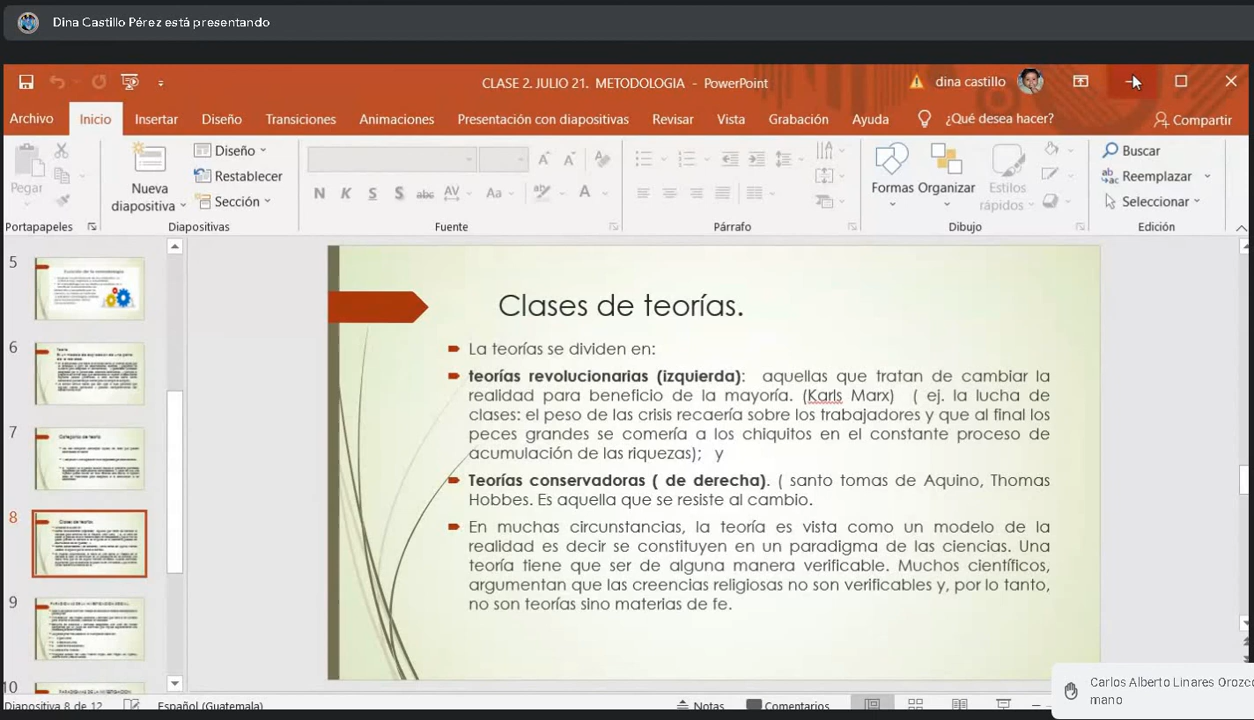 Dina Castillo Pérez está presentando
CLASE 2. JULIO 21. METODOLOGIA - PowerPoint
dina castillo
Archivo Inicio Insertar Diseño Transiciones Animaciones Presentación con diapositivas Revisar Vista Grabación Ayuda ¿Qué desea hacer? Compartir
Pegar
Nueva
diapositiva
Diseño
Restablecer
Sección
N K S S abc AV Aa A
Formas Organizar Estilos
rápidos
Buscar
Reemplazar
Seleccionar
Portapapeles Diapositivas Fuente Párrafo Dibujo Edición
5
6
7
8
9
10
Clases de teorías.
La teorías se dividen en:
teorías revolucionarias (izquierda): aquellas que tratan de cambiar la
realidad para beneficio de la mayoría. (Karls Marx) ( ej. la lucha de
clases: el peso de las crisis recaería sobre los trabajadores y que al final los
peces grandes se comería a los chiquitos en el constante proceso de
acumulación de las riquezas); y
Teorías conservadoras ( de derecha). ( santo tomas de Aquino, Thomas
Hobbes. Es aquella que se resiste al cambio.
En muchas circunstancias, la teoría es vista como un modelo de la
realidad es decir se constituyen en un paradigma de las ciencias. Una
teoría tiene que ser de alguna manera verificable. Muchos científicos,
argumentan que las creencias religiosas no son verificables y, por lo tanto,
no son teorías sino materias de fe.
Carlos Alberto Linares Orozco
mano
Diapositiva 8 de 12 Español (Guatemala) Notas Comentarios